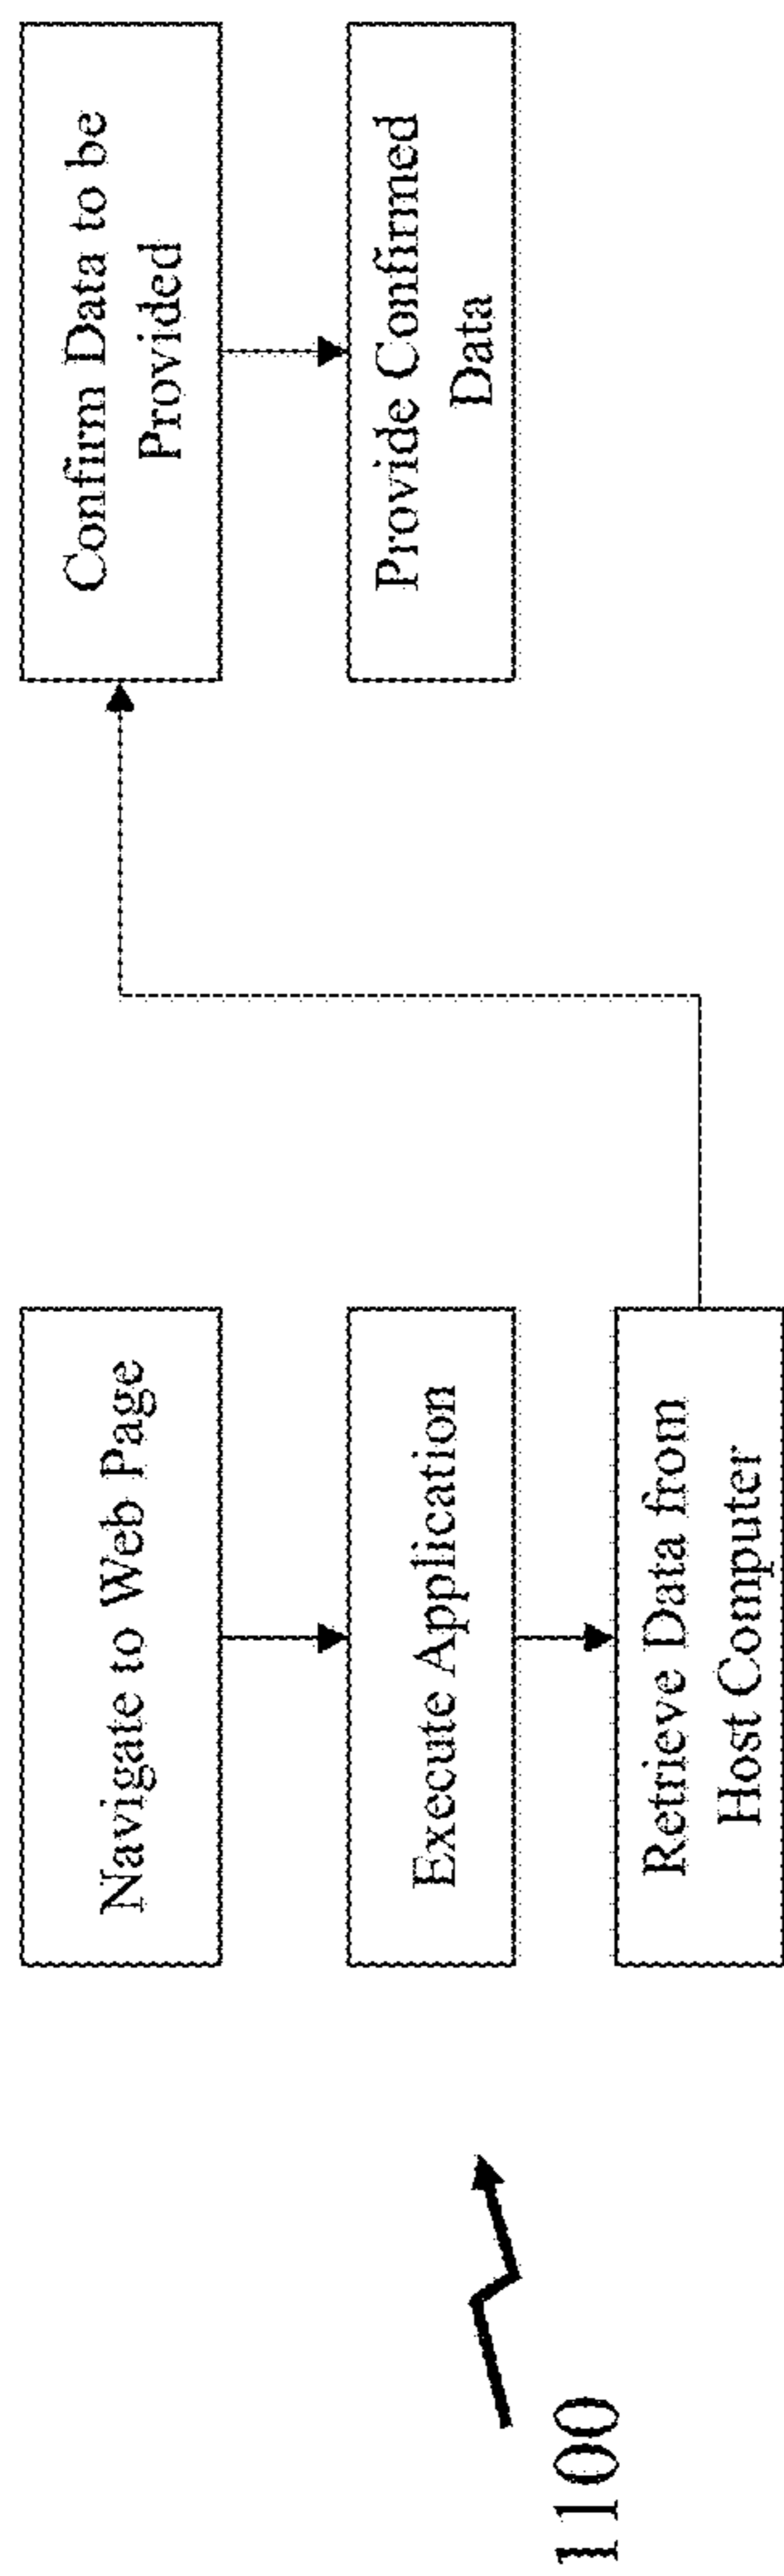 1100
Navigate to Web Page
Execute Application
Retrieve Data from
Host Computer
Confirm Data to be
Provided
Provide Confirmed
Data